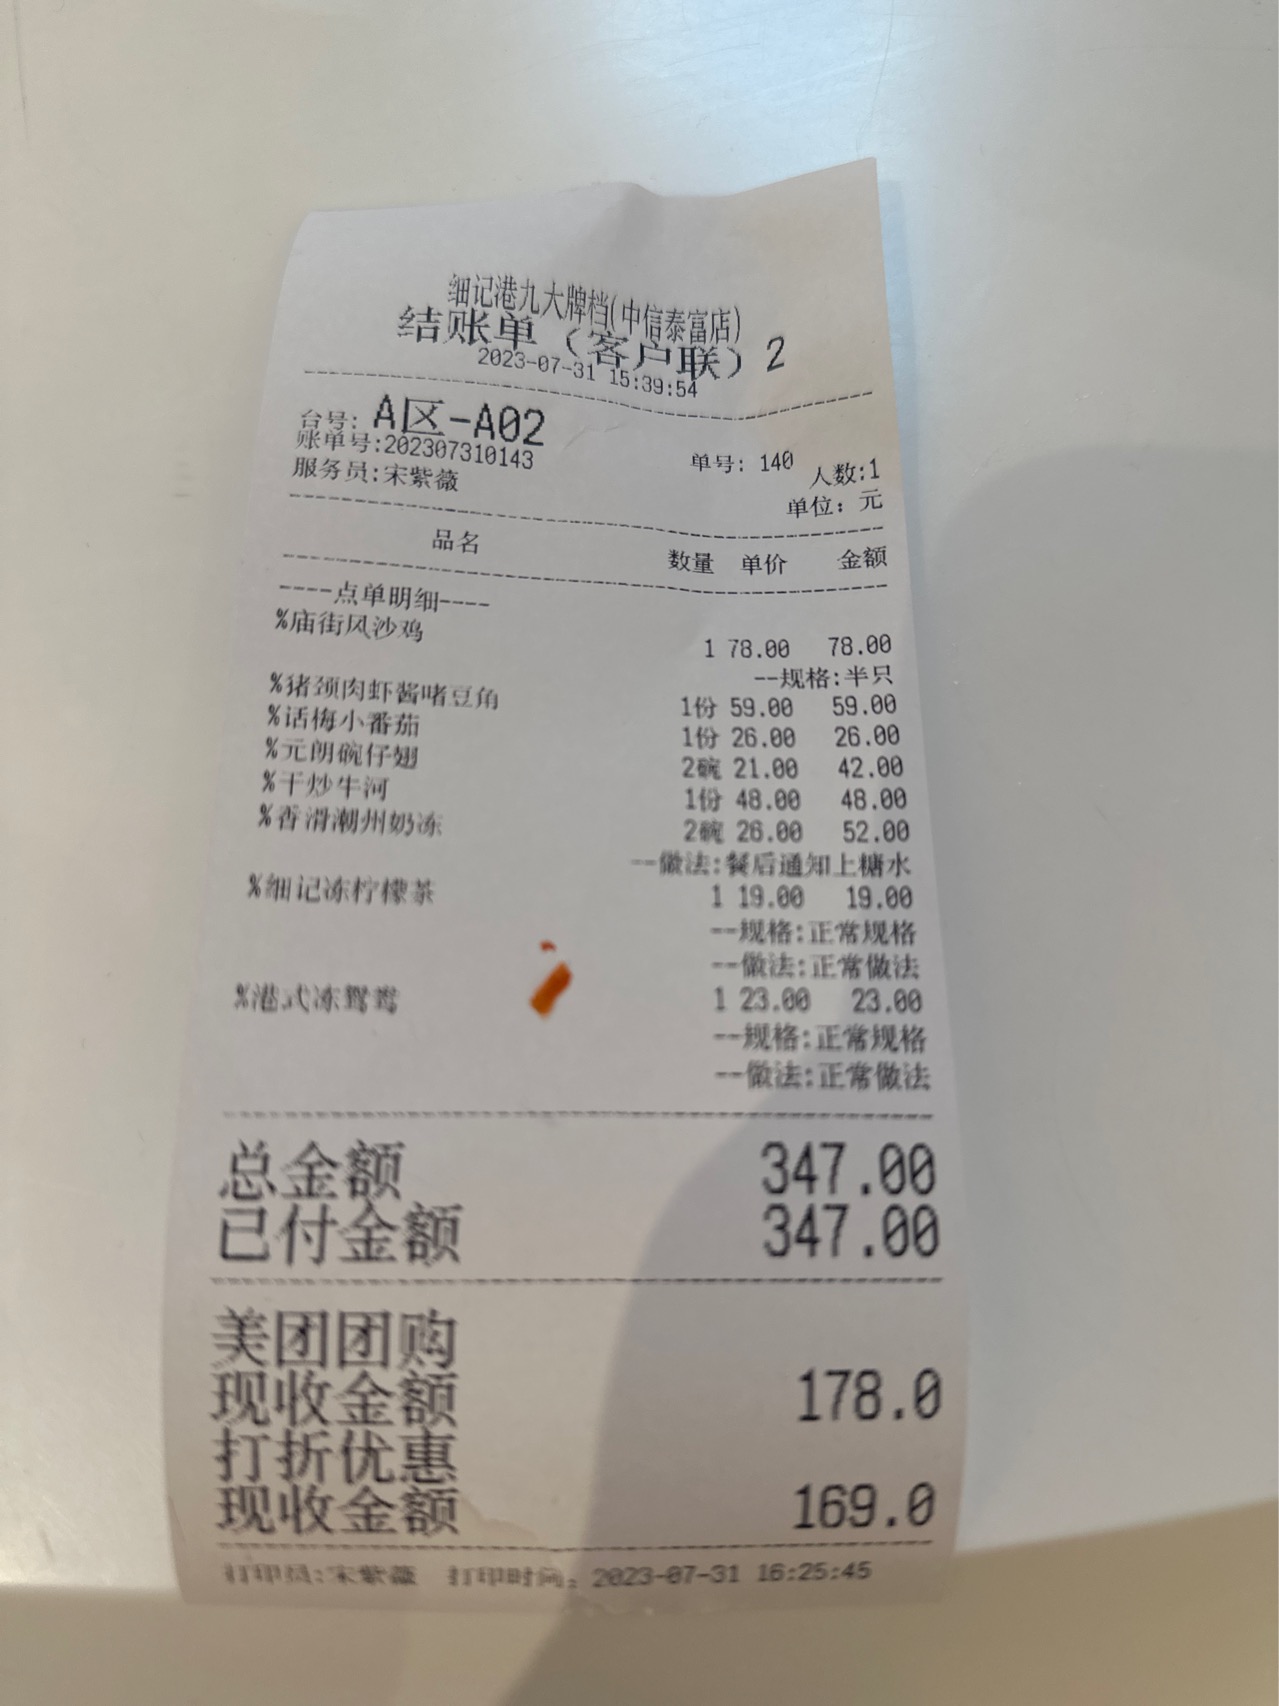 细记港九大牌档(中信泰富店)
结账单（客户联）2
2023-07-31 15:39:54
台号: A区-A02
账单号:202307310143 单号: 140 人数:1
服务员:宋紫薇 单位: 元
品名 数量 单价 金额
----点单明细----
%庙街风沙鸡 1 78.00 78.00
--规格:半只
%猪颈肉虾酱啫豆角 1份 59.00 59.00
%话梅小番茄 1份 26.00 26.00
%元朗碗仔翅 2碗 21.00 42.00
%干炒牛河 1份 48.00 48.00
%香滑潮州奶冻 2碗 26.00 52.00
--做法:餐后通知上糖水
%细记冻柠檬茶 1 19.00 19.00
--规格:正常规格
--做法:正常做法
%港式冻鸳鸯 1 23.00 23.00
--规格:正常规格
--做法:正常做法
总金额 347.00
已付金额 347.00
美团团购
现收金额 178.0
打折优惠
现收金额 169.0
打印员:宋紫薇 打印时间: 2023-07-31 16:25:45